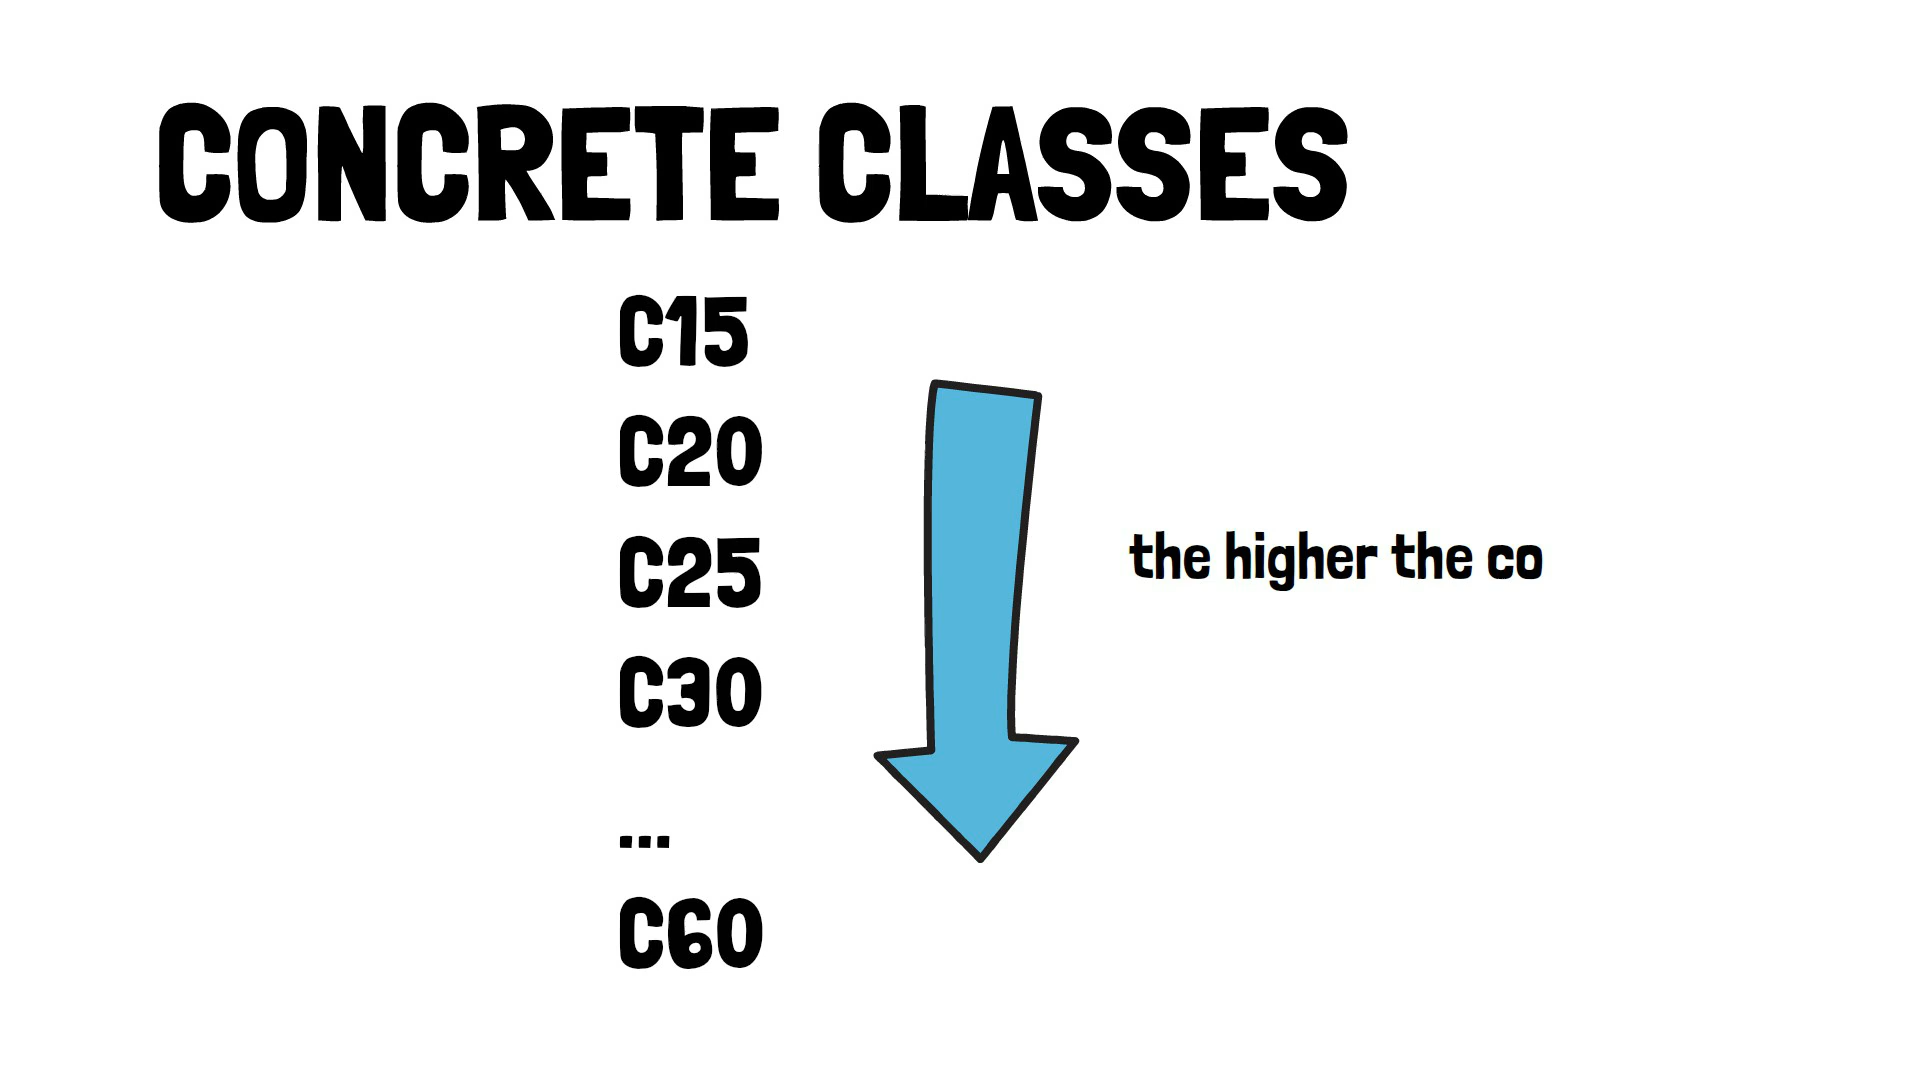 CONCRETE CLASSES
C15
C20
C25
the higher the co
C30
...
C60